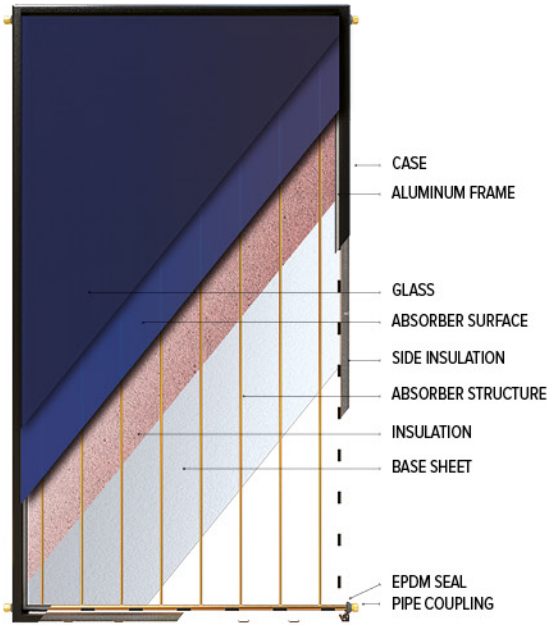 CASE
ALUMINUM FRAME
GLASS
ABSORBER SURFACE
SIDE INSULATION
ABSORBER STRUCTURE
INSULATION
BASE SHEET
EPDM SEAL
PIPE COUPLING